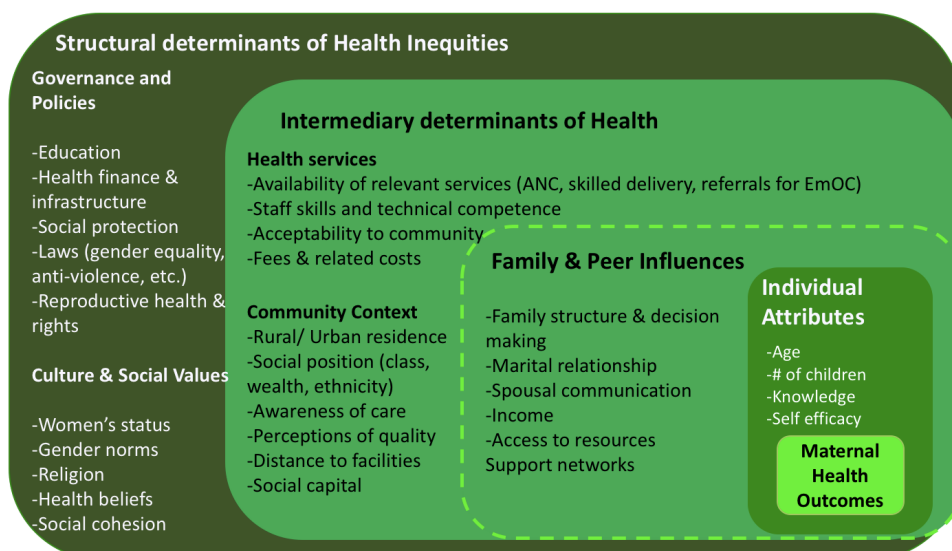 Structural determinants of Health Inequities
Governance and
Policies
-Education
-Health finance &
infrastructure
-Social protection
-Laws (gender equality,
anti-violence, etc.)
-Reproductive health &
rights
Culture & Social Values
-Women's status
-Gender norms
-Religion
-Health beliefs
-Social cohesion
Intermediary determinants of Health
Health services
-Availability of relevant services (ANC, skilled delivery, referrals for EmOC)
-Staff skills and technical competence
-Acceptability to community
-Fees & related costs
Community Context
-Rural/ Urban residence
-Social position (class,
wealth, ethnicity)
-Awareness of care
-Perceptions of quality
-Distance to facilities
-Social capital
Family & Peer Influences
-Family structure & decision
making
-Marital relationship
-Spousal communication
-Income
-Access to resources
Support networks
Individual
Attributes
-Age
-# of children
-Knowledge
-Self efficacy
Maternal
Health
Outcomes